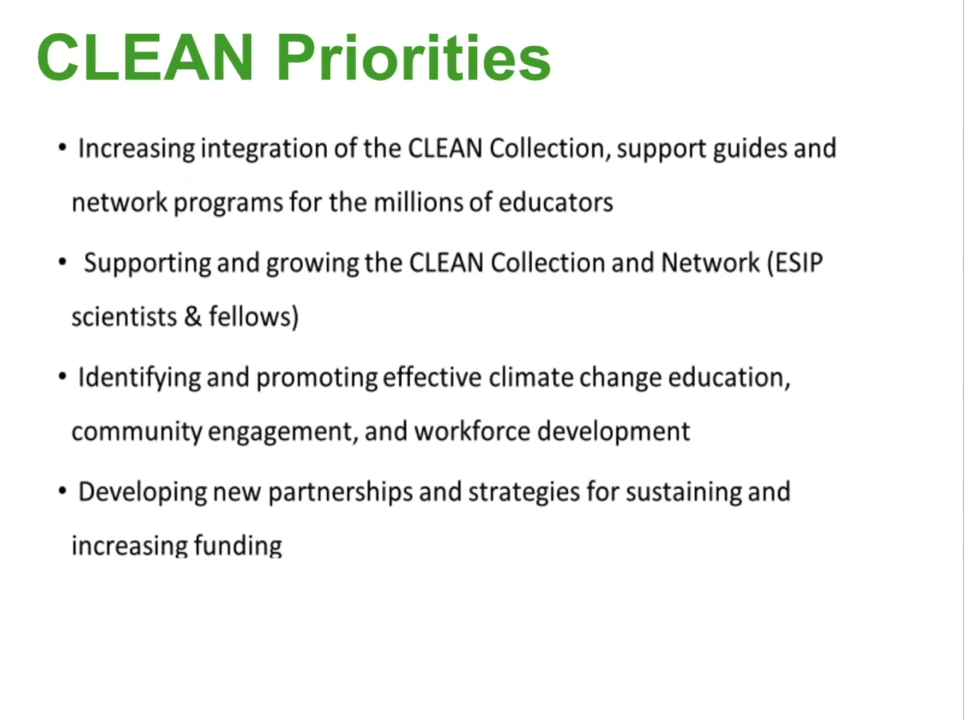 CLEAN Priorities
• Increasing integration of the CLEAN Collection, support guides and
network programs for the millions of educators
• Supporting and growing the CLEAN Collection and Network (ESIP
scientists & fellows)
• Identifying and promoting effective climate change education,
community engagement, and workforce development
• Developing new partnerships and strategies for sustaining and
increasing funding